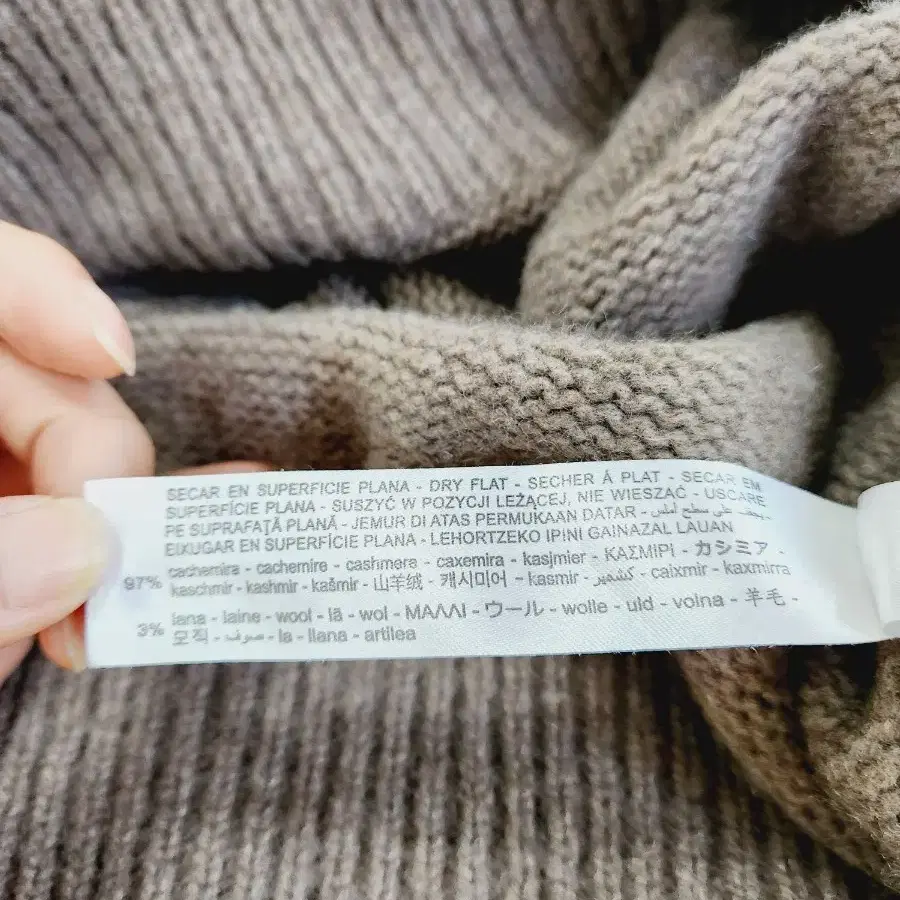 SECAR EN SUPERFICIE PLANA - DRY FLAT - SÉCHER À PLAT - SECAR EM
SUPERFÍCIE PLANA - SUSZYĆ W POZYCJI LEŻĄCEJ, NIE WIESZAĆ - USCARE
PE SUPRAFAȚĂ PLANĂ - JEMUR DI ATAS PERMUKAAN DATAR - يجفف على سطح أملس -
EIXUGAR EN SUPERFÍCIE PLANA - LEHORTZEKO IPINI GAINAZAL LAUAN
97% cachemira - cachemire - cashmere - caxemira - kasjmier - ΚΑΣΜΙΡΙ - カシミア -
kaschmir - kashmir - kašmir - 山羊绒 - 캐시미어 - kasmir - كشمير - caixmir - kaxmirra
3% lana - laine - wool - lã - wol - ΜΑΛΛΙ - ウール - wolle - uld - volna - 羊毛 -
모직 - صوف - la - llana - artilea